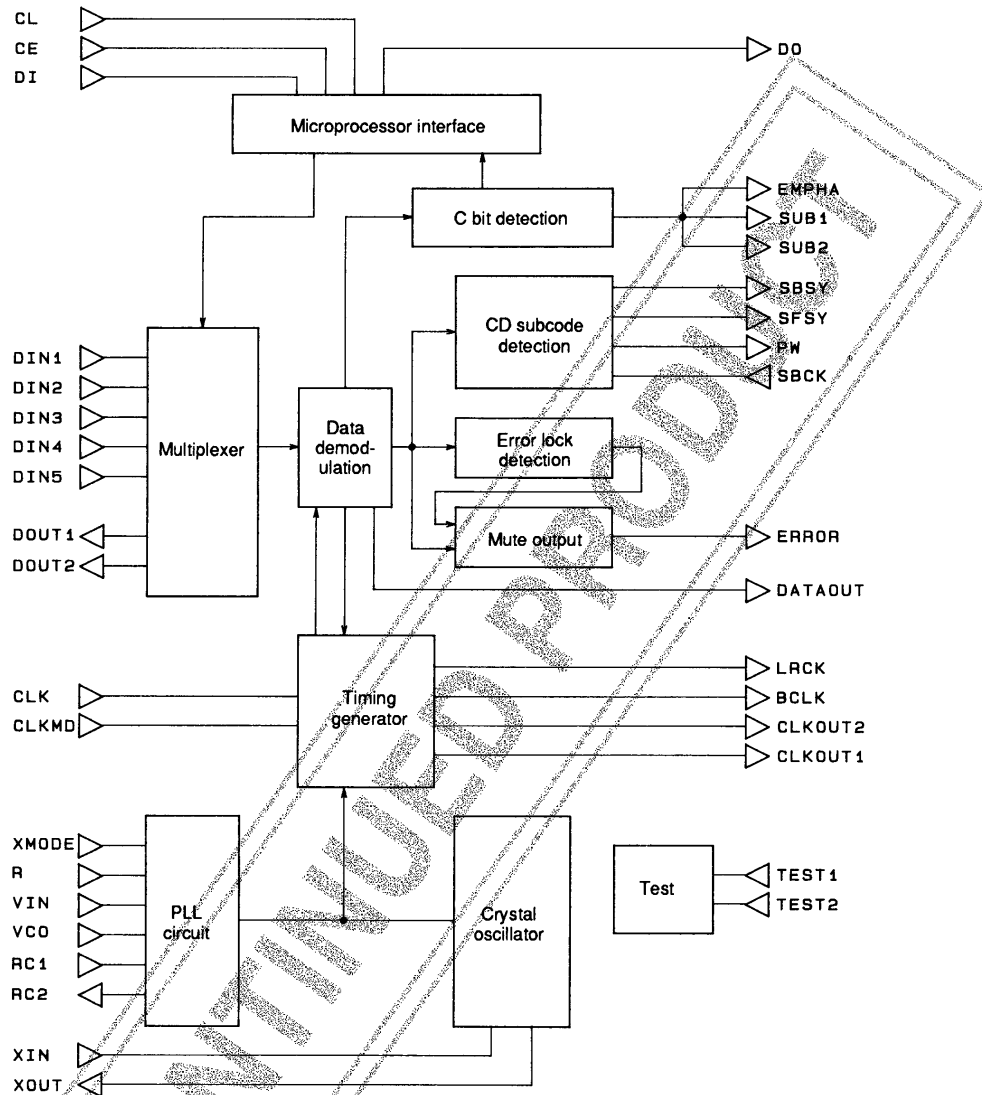 CL
CE
DI
DO
Microprocessor interface
C bit detection
EMPHA
SUB1
SUB2
CD subcode
detection
SBSY
SFSY
PW
SBCK
DIN1
DIN2
DIN3
DIN4
DIN5
DOUT1
DOUT2
Multiplexer
Data
demod-
ulation
Error lock
detection
Mute output
ERROR
DATAOUT
CLK
CLKMD
Timing
generator
LRCK
BCLK
CLKOUT2
CLKOUT1
XMODE
R
VIN
VCO
RC1
RC2
PLL
circuit
Crystal
oscillator
Test
TEST1
TEST2
XIN
XOUT
NTINUED PRODUCT